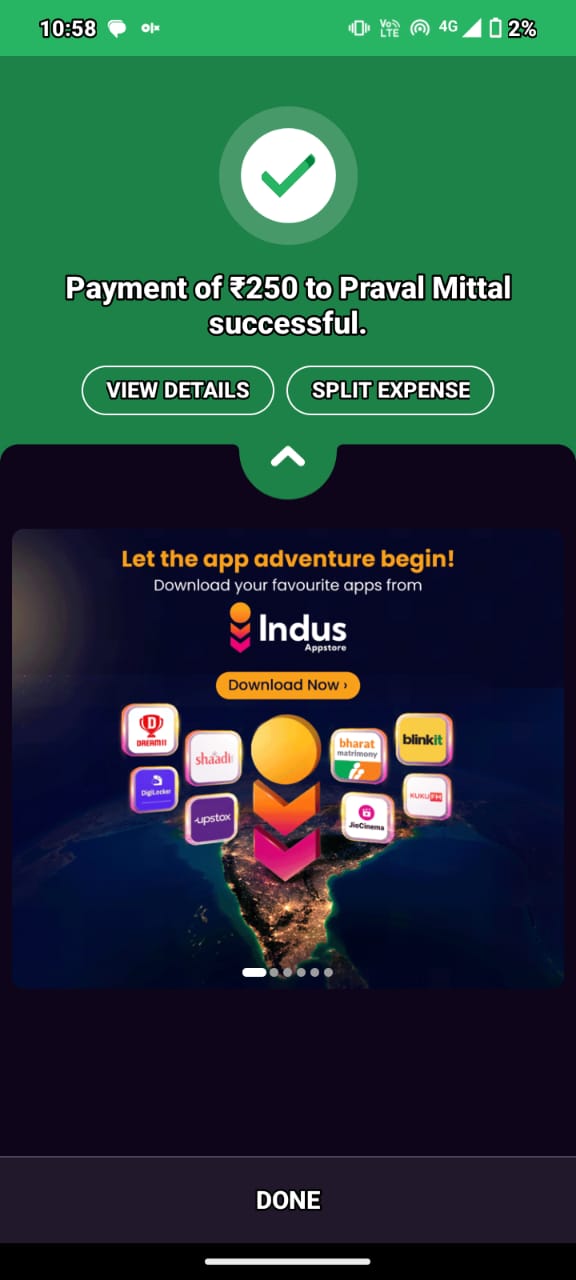 10:58 olx Vo LTE 4G 2%
Payment of ₹250 to Praval Mittal
successful.
VIEW DETAILS SPLIT EXPENSE
Let the app adventure begin!
Download your favourite apps from
Indus
Appstore
Download Now ›
DREAM11 shaadi bharat matrimony blinkit
DigiLocker upstox JioCinema KUKU FM
DONE